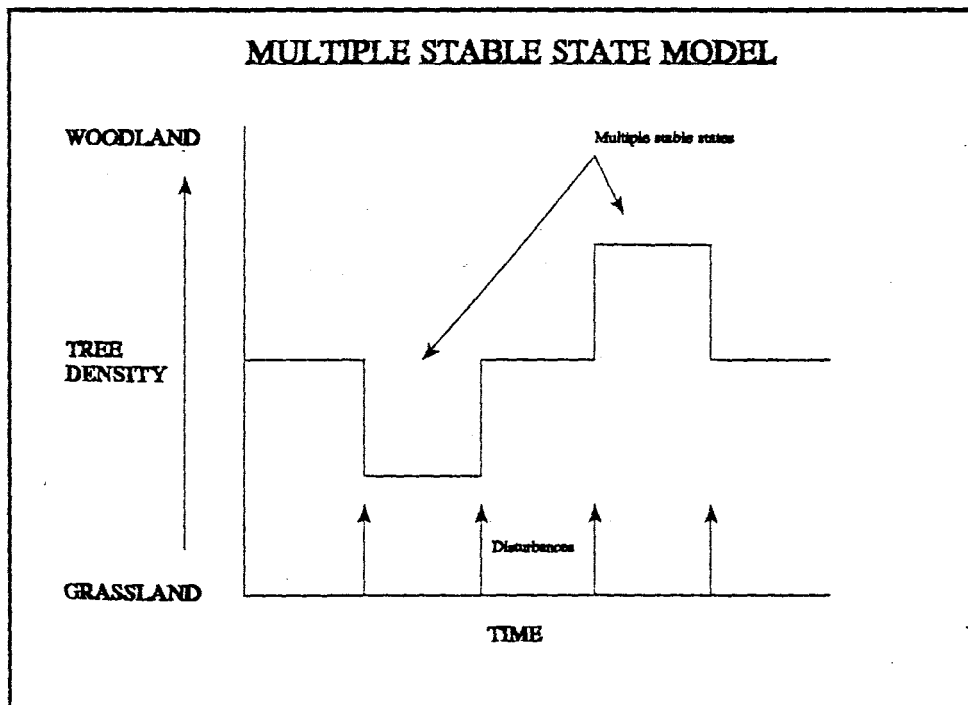 MULTIPLE STABLE STATE MODEL
WOODLAND
Multiple stable states
TREE
DENSITY
Disturbances
GRASSLAND
TIME